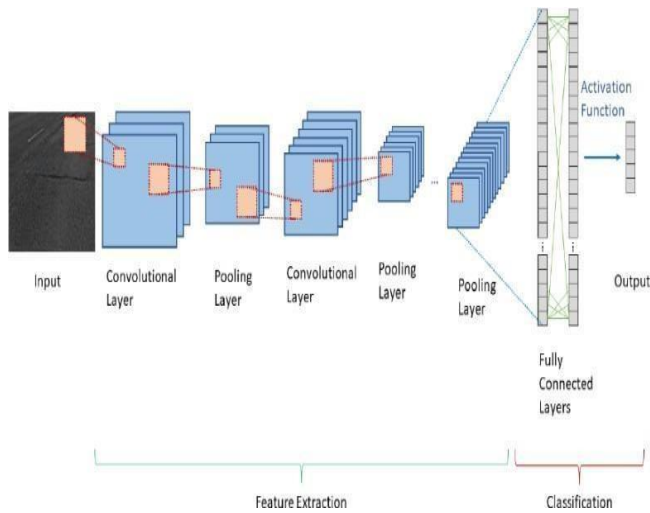 Activation
Function
Input
Convolutional
Layer
Pooling
Layer
Convolutional
Layer
Pooling
Layer
...
Pooling
Layer
Output
Fully
Connected
Layers
Feature Extraction
Classification